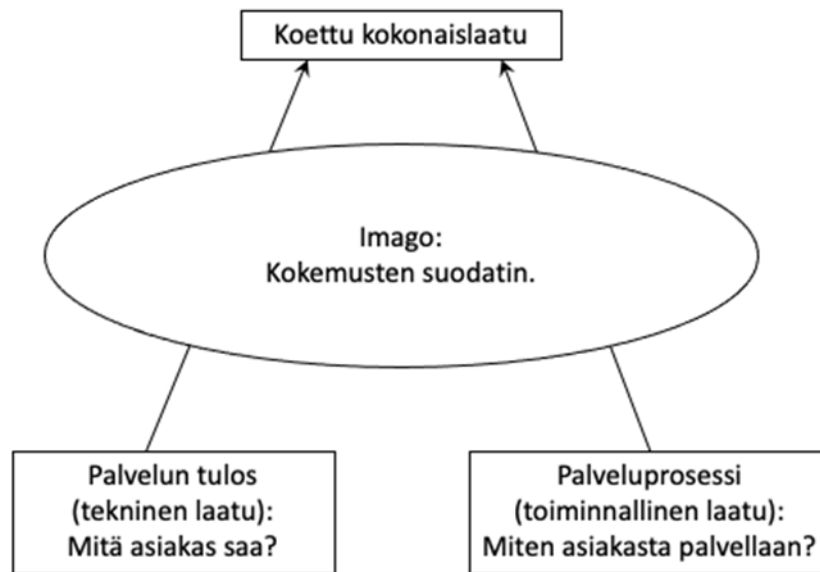 Koettu kokonaislaatu
Imago:
Kokemusten suodatin.
Palvelun tulos
(tekninen laatu):
Mitä asiakas saa?
Palveluprosessi
(toiminnallinen laatu):
Miten asiakasta palvellaan?